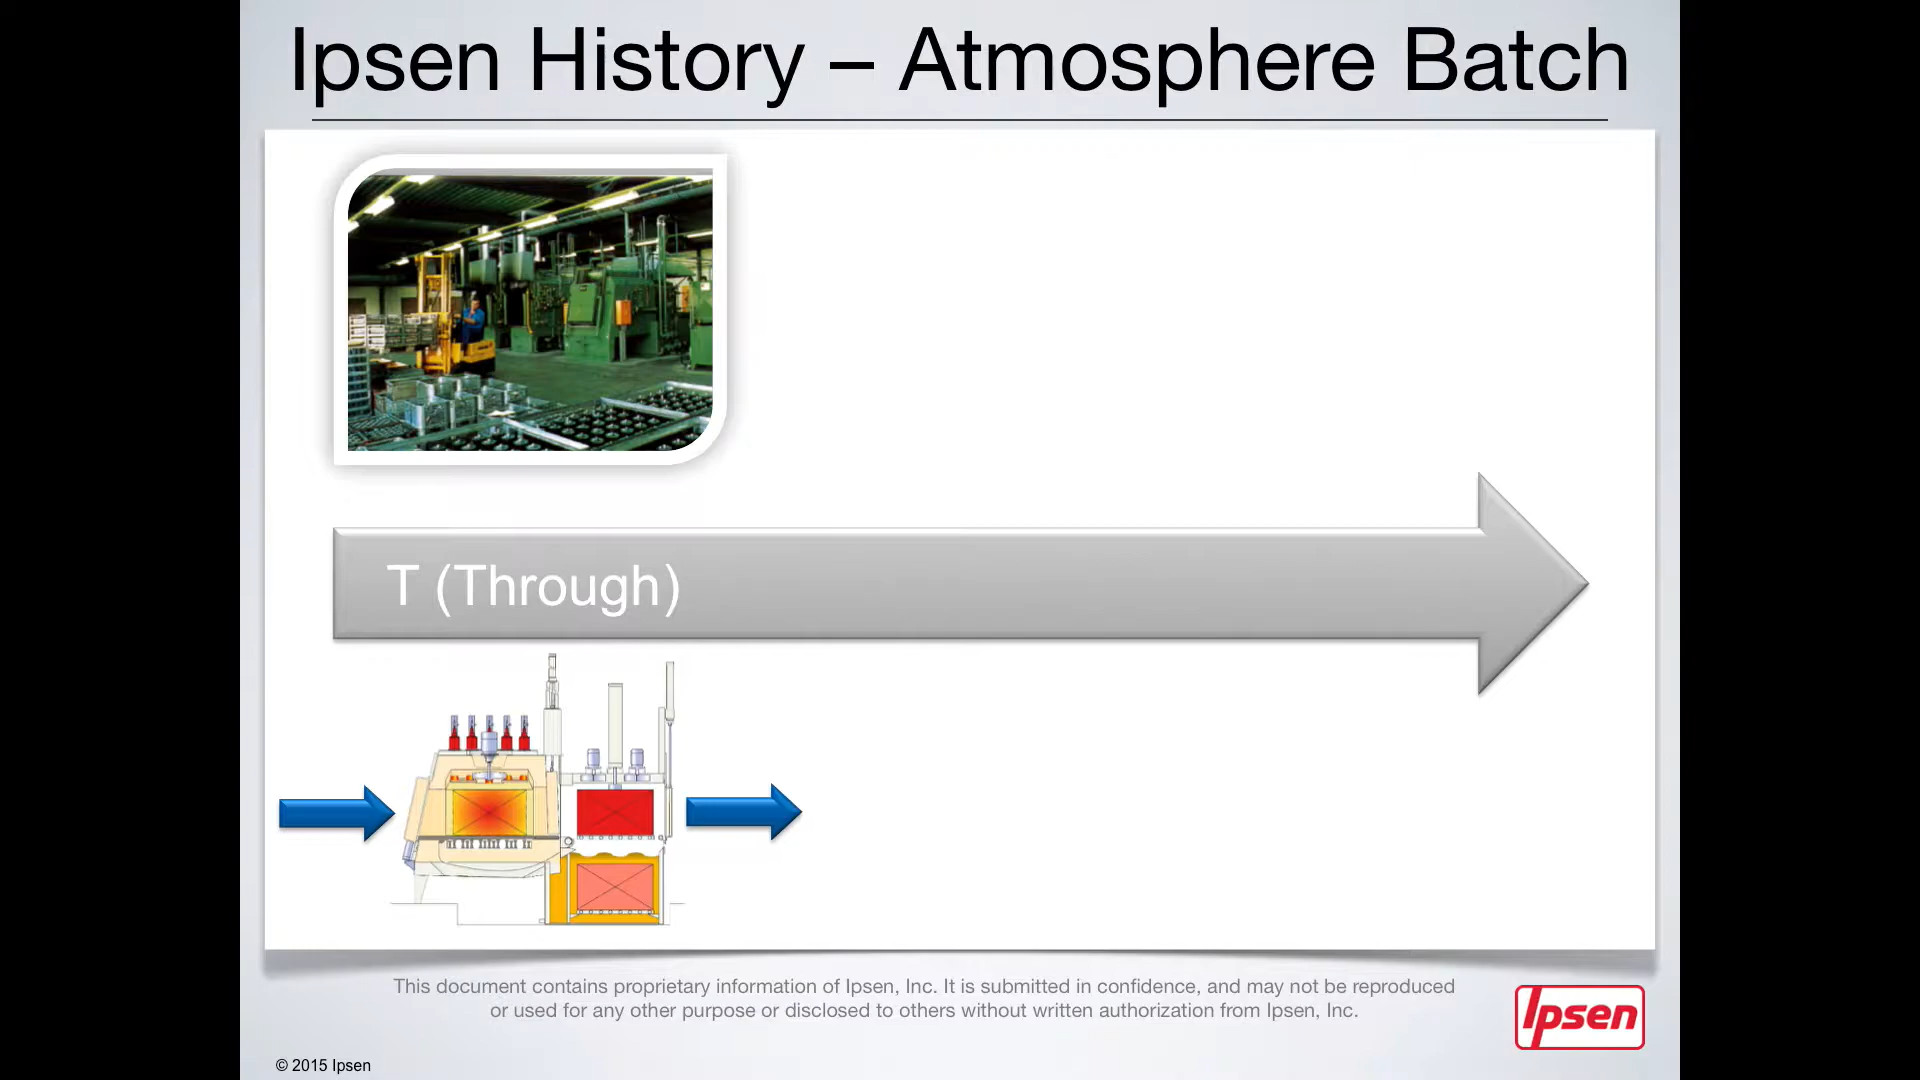 Ipsen History – Atmosphere Batch
T (Through)
This document contains proprietary information of Ipsen, Inc. It is submitted in confidence, and may not be reproduced
or used for any other purpose or disclosed to others without written authorization from Ipsen, Inc.
Ipsen
© 2015 Ipsen